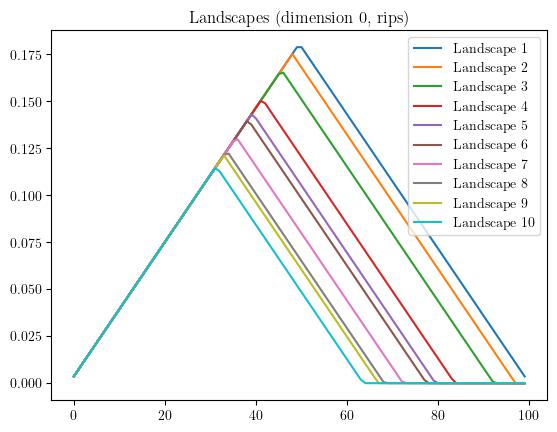 Landscapes (dimension 0, rips)
0.175
0.150
0.125
0.100
0.075
0.050
0.025
0.000
0 20 40 60 80 100
Landscape 1
Landscape 2
Landscape 3
Landscape 4
Landscape 5
Landscape 6
Landscape 7
Landscape 8
Landscape 9
Landscape 10